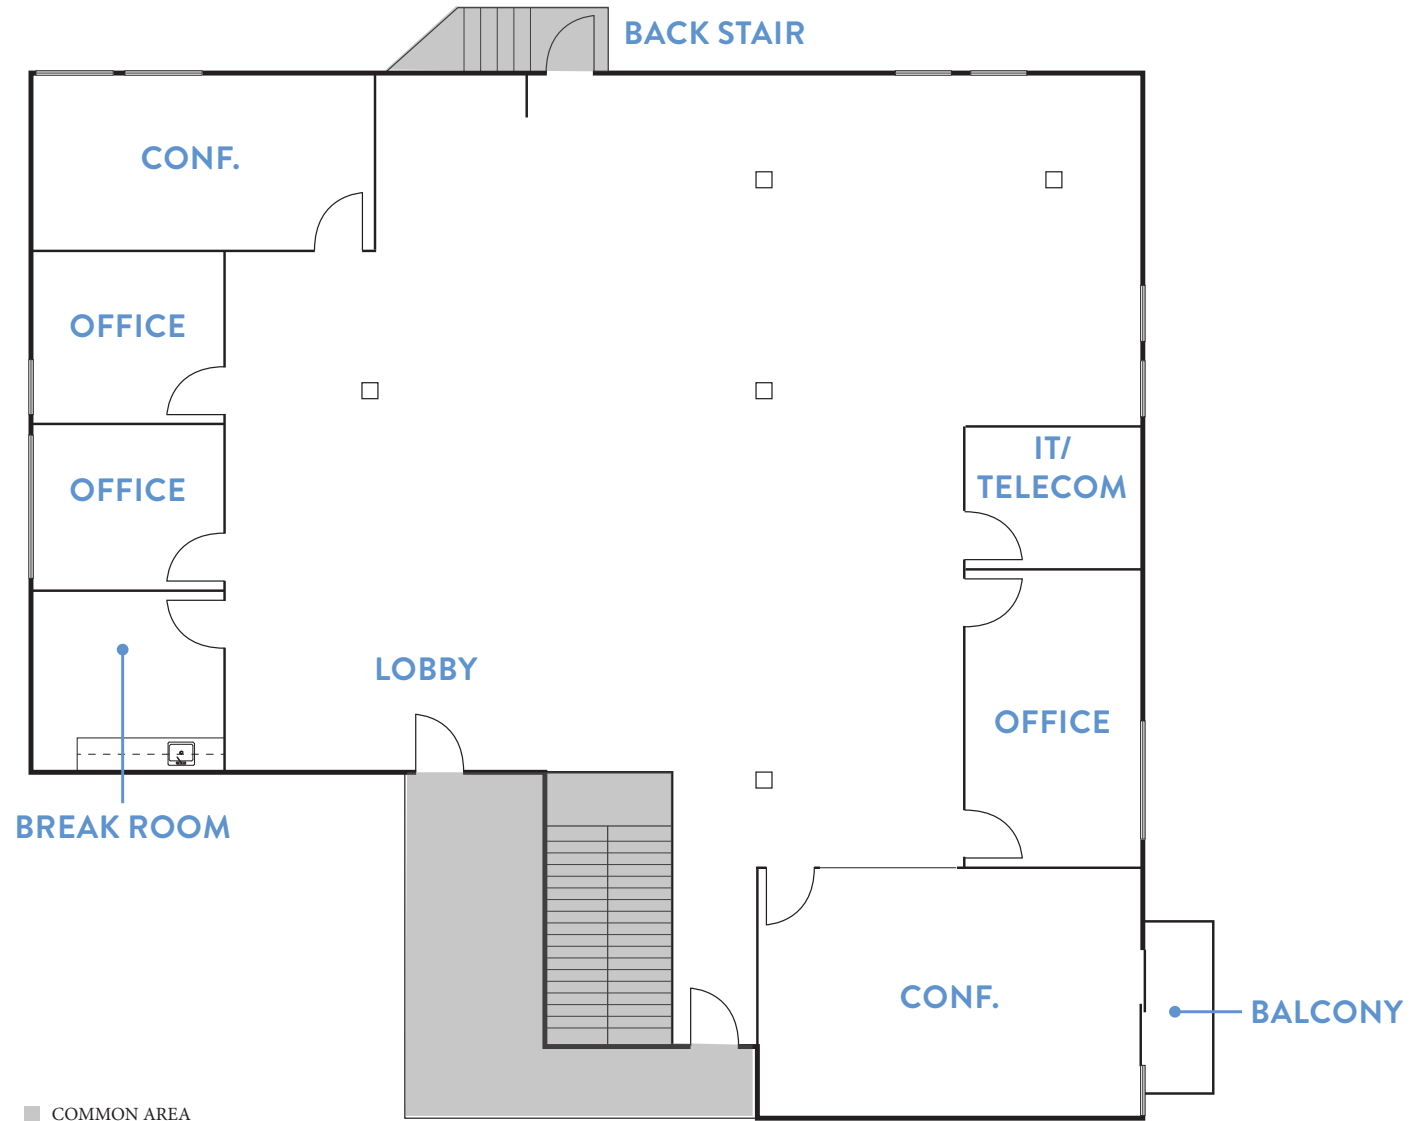 BACK STAIR
CONF.
OFFICE
IT/
TELECOM
OFFICE
LOBBY
OFFICE
BREAK ROOM
CONF.
BALCONY
COMMON AREA